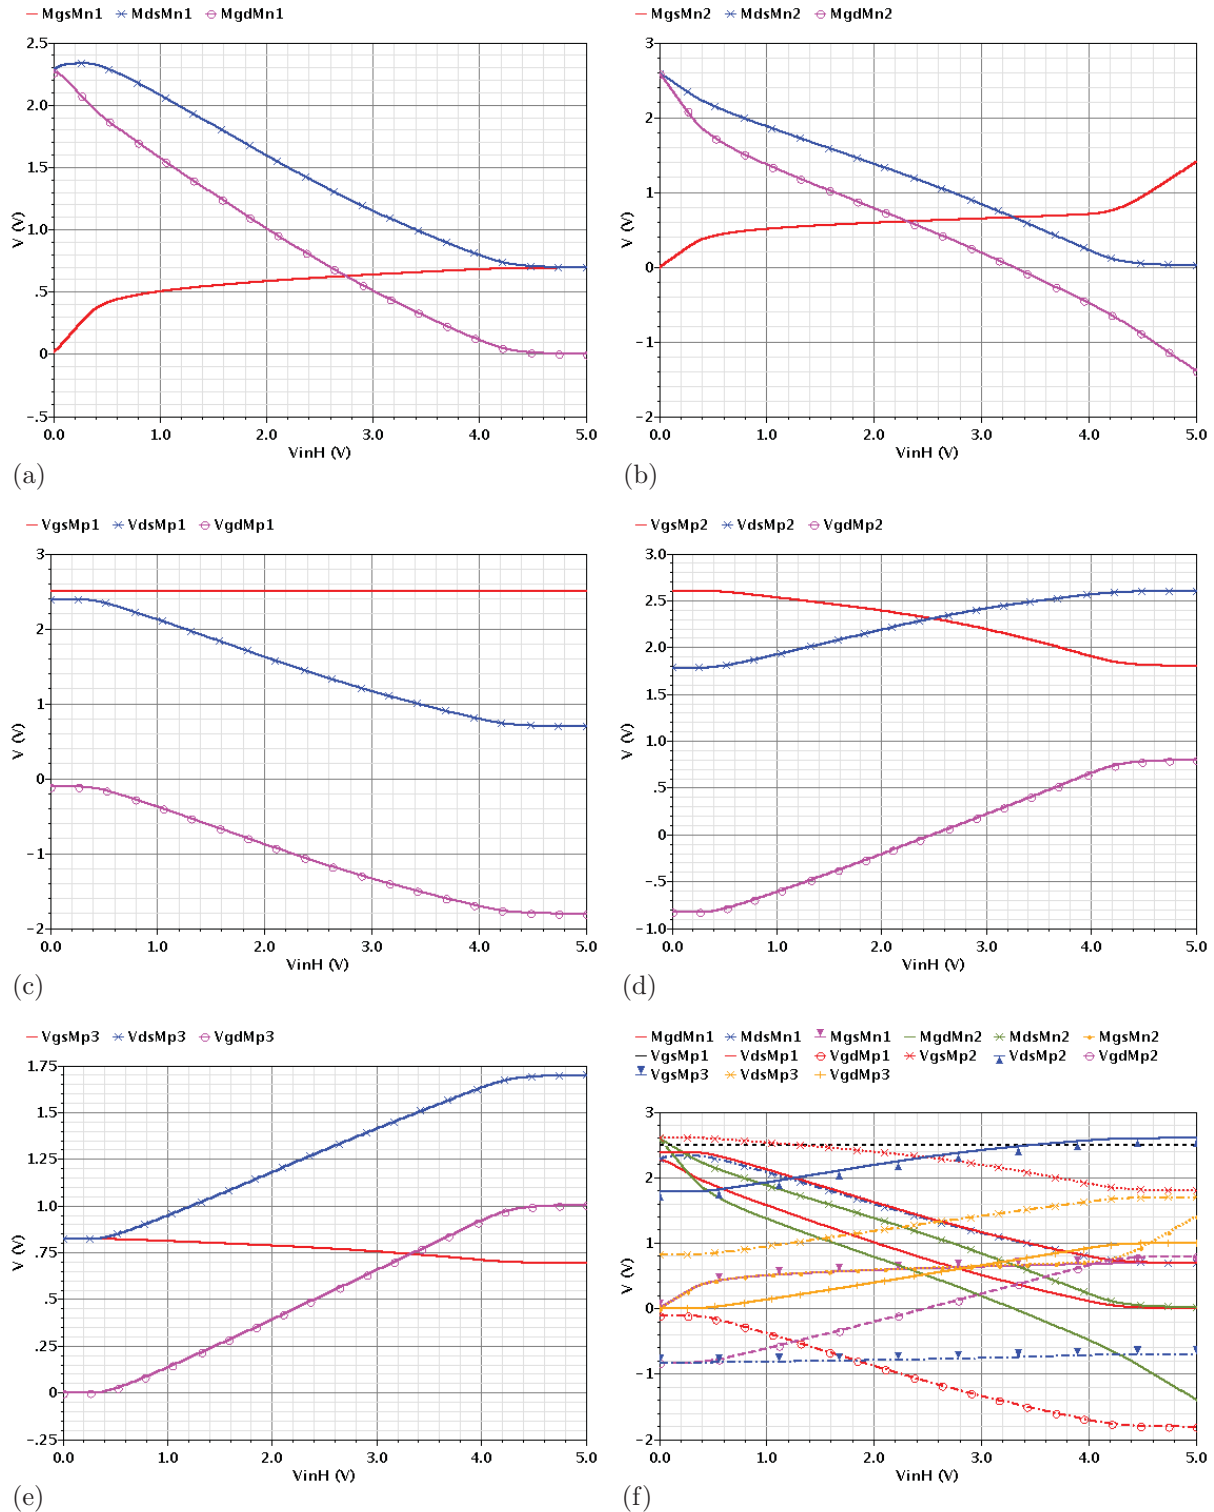 MgsMn1 MdsMn1 MgdMn1
2.5
2.0
1.5
1.0
.5
0
-.5
V (V)
0.0 1.0 2.0 3.0 4.0 5.0
VinH (V)
(a)
MgsMn2 MdsMn2 MgdMn2
3
2
1
0
-1
-2
V (V)
0.0 1.0 2.0 3.0 4.0 5.0
VinH (V)
(b)
VgsMp1 VdsMp1 VgdMp1
3
2
1
0
-1
-2
V (V)
0.0 1.0 2.0 3.0 4.0 5.0
VinH (V)
(c)
VgsMp2 VdsMp2 VgdMp2
3.0
2.5
2.0
1.5
1.0
.5
0
-.5
-1.0
V (V)
0.0 1.0 2.0 3.0 4.0 5.0
VinH (V)
(d)
VgsMp3 VdsMp3 VgdMp3
1.75
1.5
1.25
1.0
0.75
.5
.25
0
-.25
V (V)
0.0 1.0 2.0 3.0 4.0 5.0
VinH (V)
(e)
MgdMn1 MdsMn1 MgsMn1 MgdMn2 MdsMn2 MgsMn2
VgsMp1 VdsMp1 VgdMp1 VgsMp2 VdsMp2 VgdMp2
VgsMp3 VdsMp3 VgdMp3
3
2
1
0
-1
-2
V (V)
0.0 1.0 2.0 3.0 4.0 5.0
VinH (V)
(f)